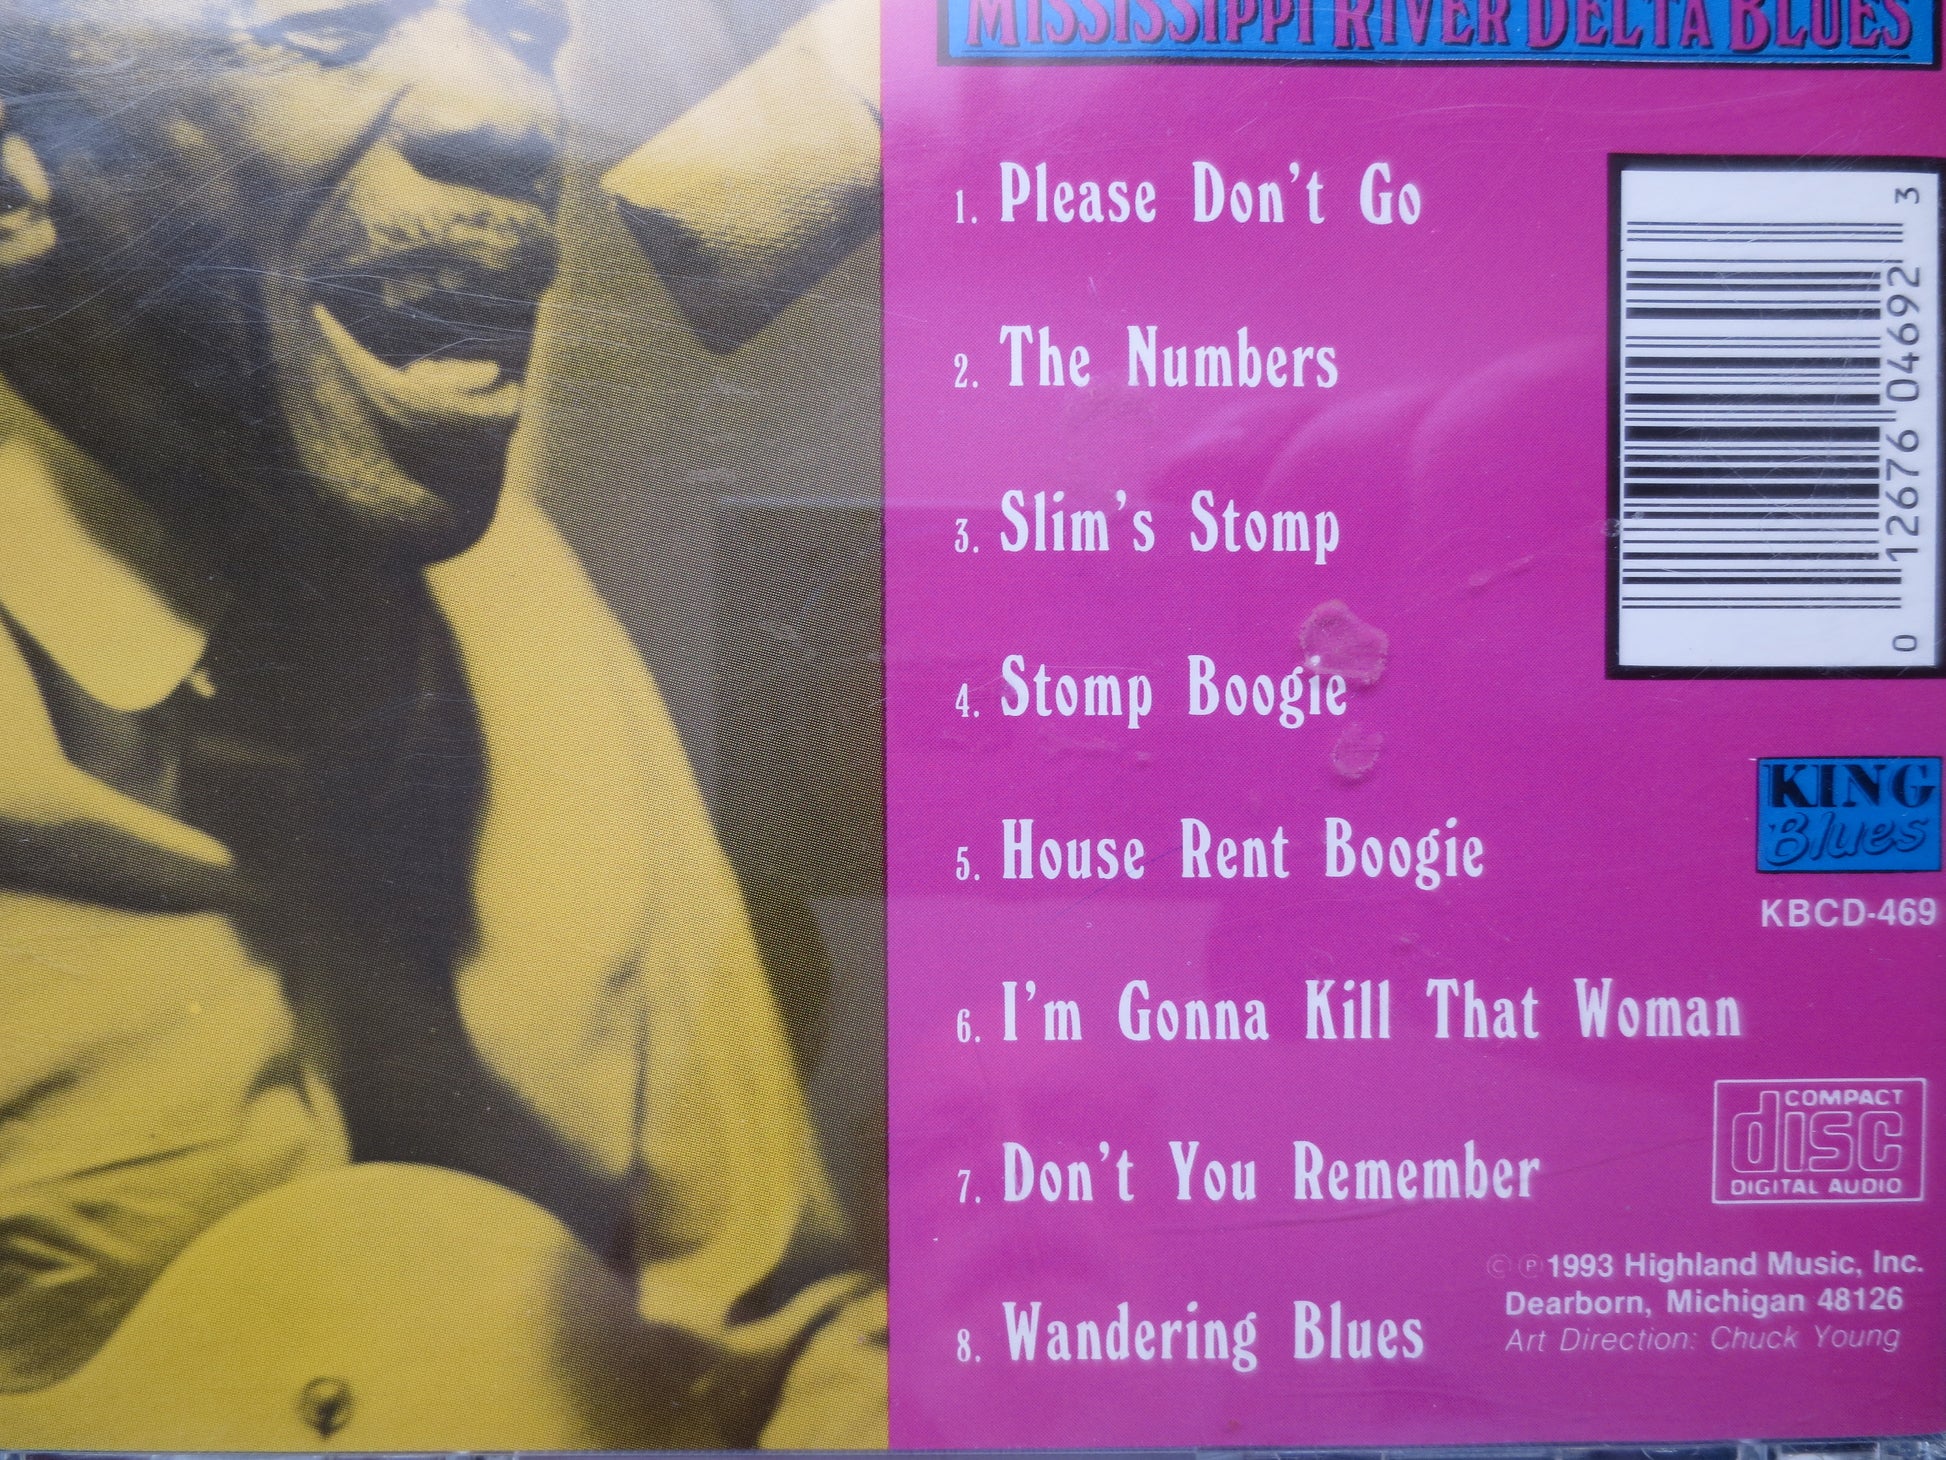 MISSISSIPPI RIVER DELTA BLUES
1. Please Don't Go
2. The Numbers
3. Slim's Stomp
4. Stomp Boogie
5. House Rent Boogie
6. I'm Gonna Kill That Woman
7. Don't You Remember
8. Wandering Blues
0 12676 04692 3
KING
Blues
KBCD-469
COMPACT
disc
DIGITAL AUDIO
© ℗ 1993 Highland Music, Inc.
Dearborn, Michigan 48126
Art Direction: Chuck Young